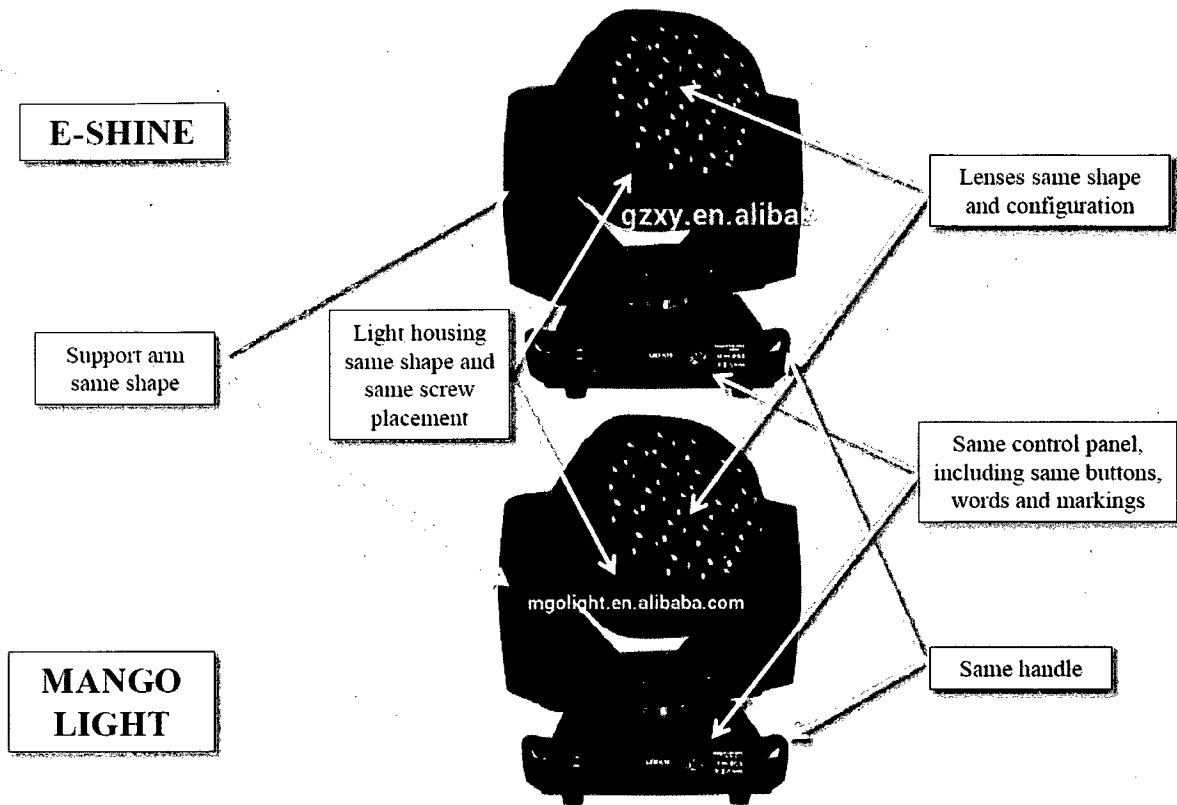 E-SHINE
gzxy.en.aliba
Lenses same shape
and configuration
Support arm
same shape
Light housing
same shape and
same screw
placement
Same control panel,
including same buttons,
words and markings
mgolight.en.alibaba.com
Same handle
MANGO
LIGHT